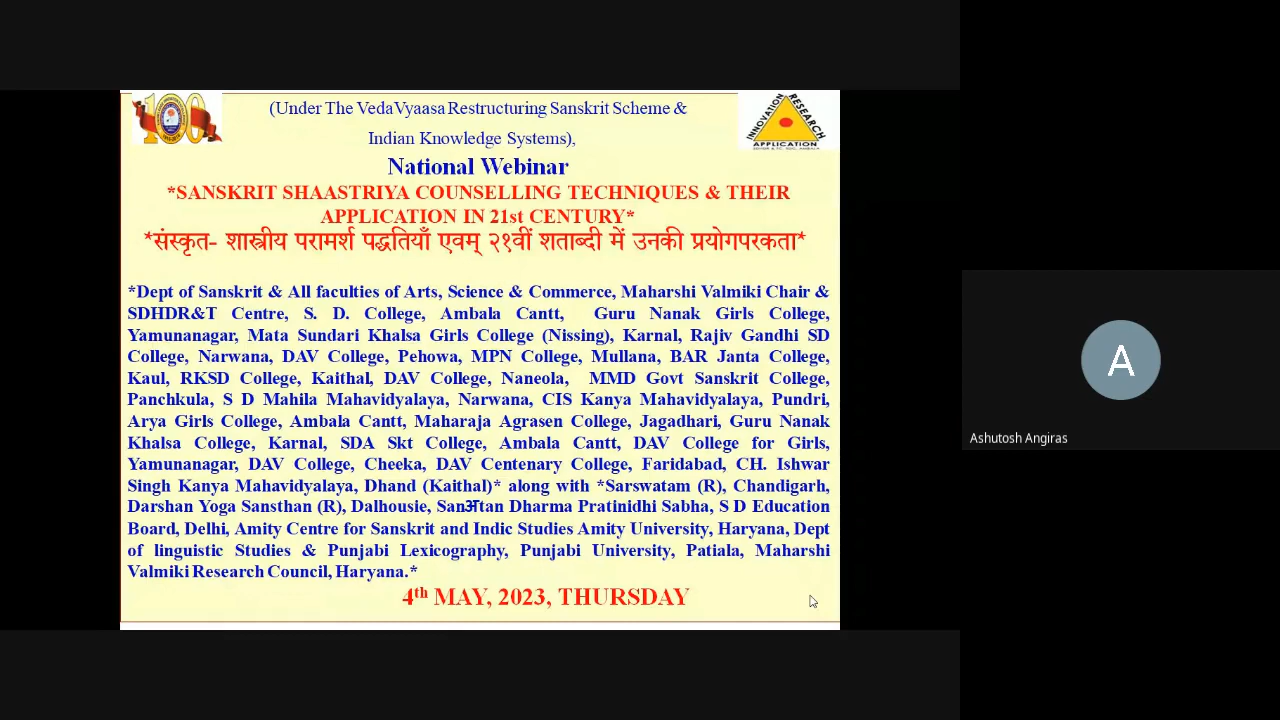 100
(Under The VedaVyaasa Restructuring Sanskrit Scheme &
Indian Knowledge Systems),
INNOVATION
RESEARCH
APPLICATION
National Webinar
*SANSKRIT SHAASTRIYA COUNSELLING TECHNIQUES & THEIR
APPLICATION IN 21st CENTURY*
*संस्कृत- शास्त्रीय परामर्श पद्धतियाँ एवम् २१वीं शताब्दी में उनकी प्रयोगपरकता*
*Dept of Sanskrit & All faculties of Arts, Science & Commerce, Maharshi Valmiki Chair &
SDHDR&T Centre, S. D. College, Ambala Cantt, Guru Nanak Girls College,
Yamunanagar, Mata Sundari Khalsa Girls College (Nissing), Karnal, Rajiv Gandhi SD
College, Narwana, DAV College, Pehowa, MPN College, Mullana, BAR Janta College,
Kaul, RKSD College, Kaithal, DAV College, Naneola, MMD Govt Sanskrit College,
Panchkula, S D Mahila Mahavidyalaya, Narwana, CIS Kanya Mahavidyalaya, Pundri,
Arya Girls College, Ambala Cantt, Maharaja Agrasen College, Jagadhari, Guru Nanak
Khalsa College, Karnal, SDA Skt College, Ambala Cantt, DAV College for Girls,
Yamunanagar, DAV College, Cheeka, DAV Centenary College, Faridabad, CH. Ishwar
Singh Kanya Mahavidyalaya, Dhand (Kaithal)* along with *Sarswatam (R), Chandigarh,
Darshan Yoga Sansthan (R), Dalhousie, Sanअtan Dharma Pratinidhi Sabha, S D Education
Board, Delhi, Amity Centre for Sanskrit and Indic Studies Amity University, Haryana, Dept
of linguistic Studies & Punjabi Lexicography, Punjabi University, Patiala, Maharshi
Valmiki Research Council, Haryana.*
4th MAY, 2023, THURSDAY
A
Ashutosh Angiras